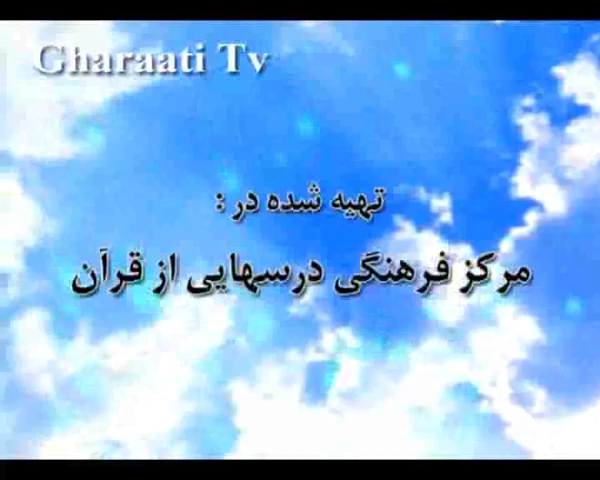 Gharaati Tv
تهیه شده در :
مرکز فرهنگی درسهایی از قرآن